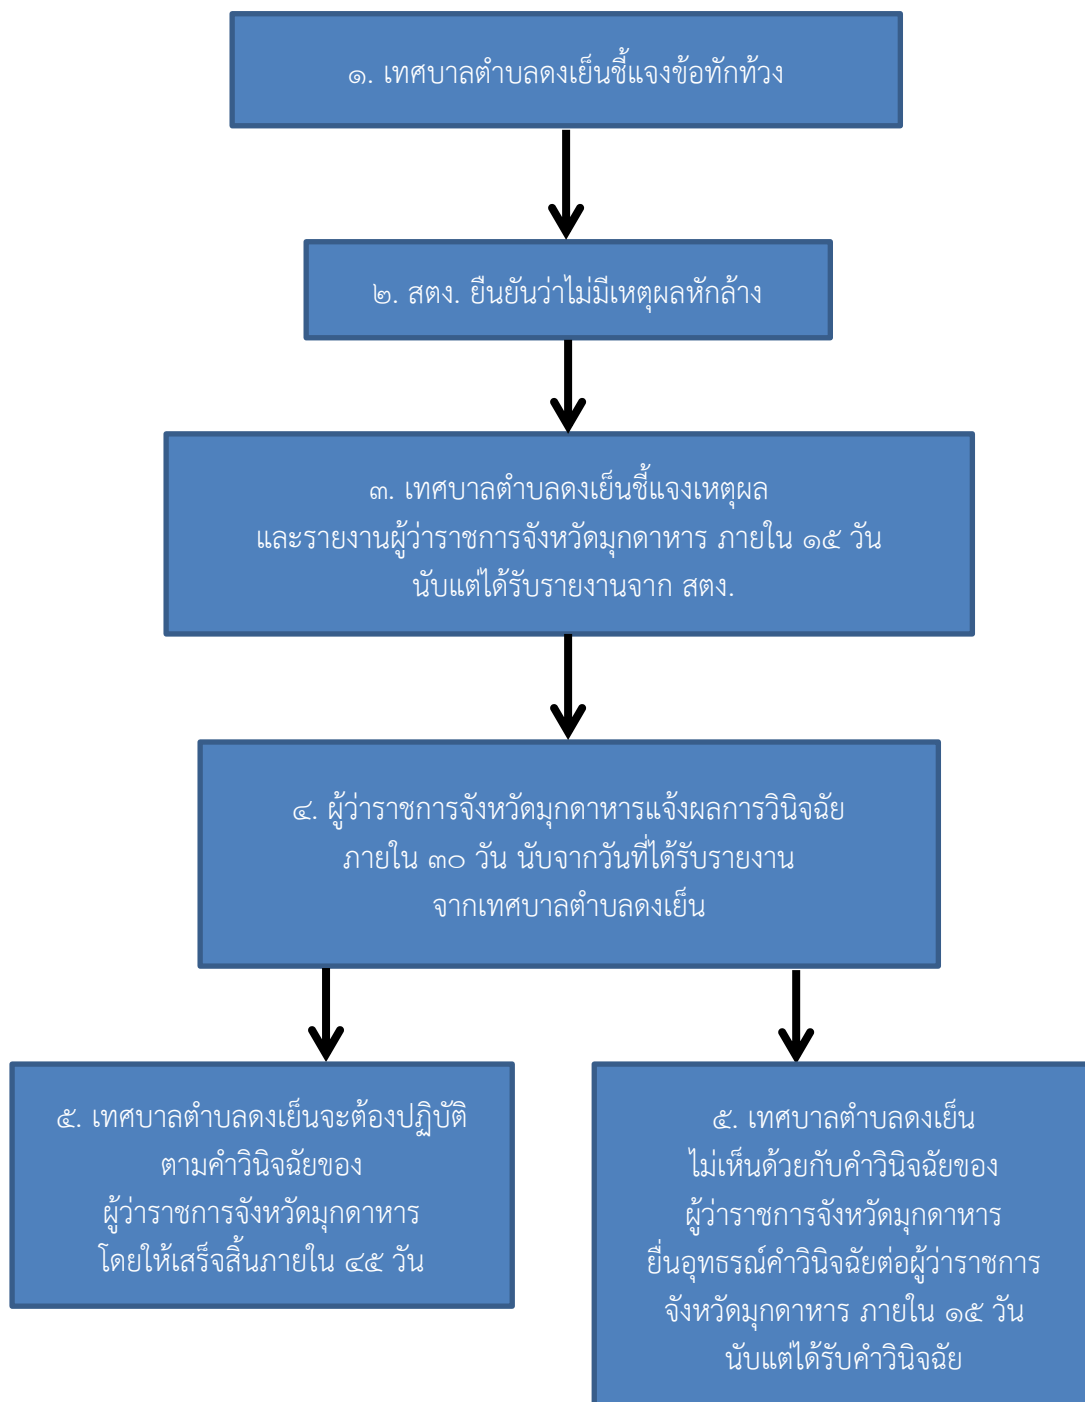 ๑. เทศบาลตำบลดงเย็นชี้แจงข้อทักท้วง
๒. สตง. ยืนยันว่าไม่มีเหตุผลหักล้าง
๓. เทศบาลตำบลดงเย็นชี้แจงเหตุผล
และรายงานผู้ว่าราชการจังหวัดมุกดาหาร ภายใน ๑๕ วัน
นับแต่ได้รับรายงานจาก สตง.
๔. ผู้ว่าราชการจังหวัดมุกดาหารแจ้งผลการวินิจฉัย
ภายใน ๓๐ วัน นับจากวันที่ได้รับรายงาน
จากเทศบาลตำบลดงเย็น
๕. เทศบาลตำบลดงเย็นจะต้องปฏิบัติ
ตามคำวินิจฉัยของ
ผู้ว่าราชการจังหวัดมุกดาหาร
โดยให้เสร็จสิ้นภายใน ๔๕ วัน
๕. เทศบาลตำบลดงเย็น
ไม่เห็นด้วยกับคำวินิจฉัยของ
ผู้ว่าราชการจังหวัดมุกดาหาร
ยื่นอุทธรณ์คำวินิจฉัยต่อผู้ว่าราชการ
จังหวัดมุกดาหาร ภายใน ๑๕ วัน
นับแต่ได้รับคำวินิจฉัย